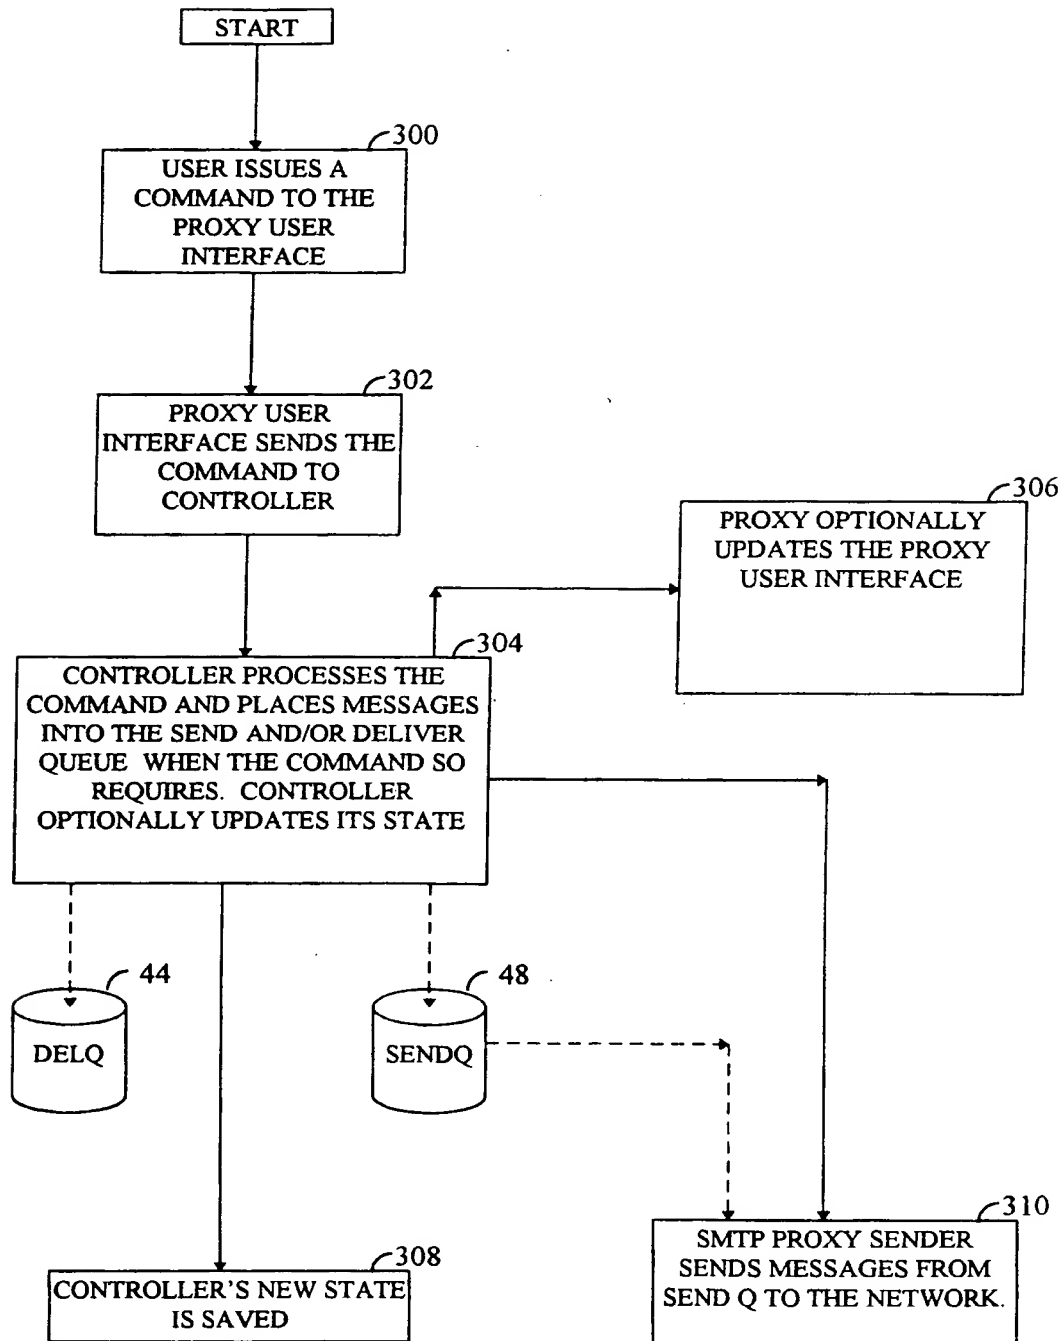 START
300
USER ISSUES A
COMMAND TO THE
PROXY USER
INTERFACE
302
PROXY USER
INTERFACE SENDS THE
COMMAND TO
CONTROLLER
306
PROXY OPTIONALLY
UPDATES THE PROXY
USER INTERFACE
304
CONTROLLER PROCESSES THE
COMMAND AND PLACES MESSAGES
INTO THE SEND AND/OR DELIVER
QUEUE WHEN THE COMMAND SO
REQUIRES. CONTROLLER
OPTIONALLY UPDATES ITS STATE
44
DELQ
48
SENDQ
308
CONTROLLER'S NEW STATE
IS SAVED
310
SMTP PROXY SENDER
SENDS MESSAGES FROM
SEND Q TO THE NETWORK.